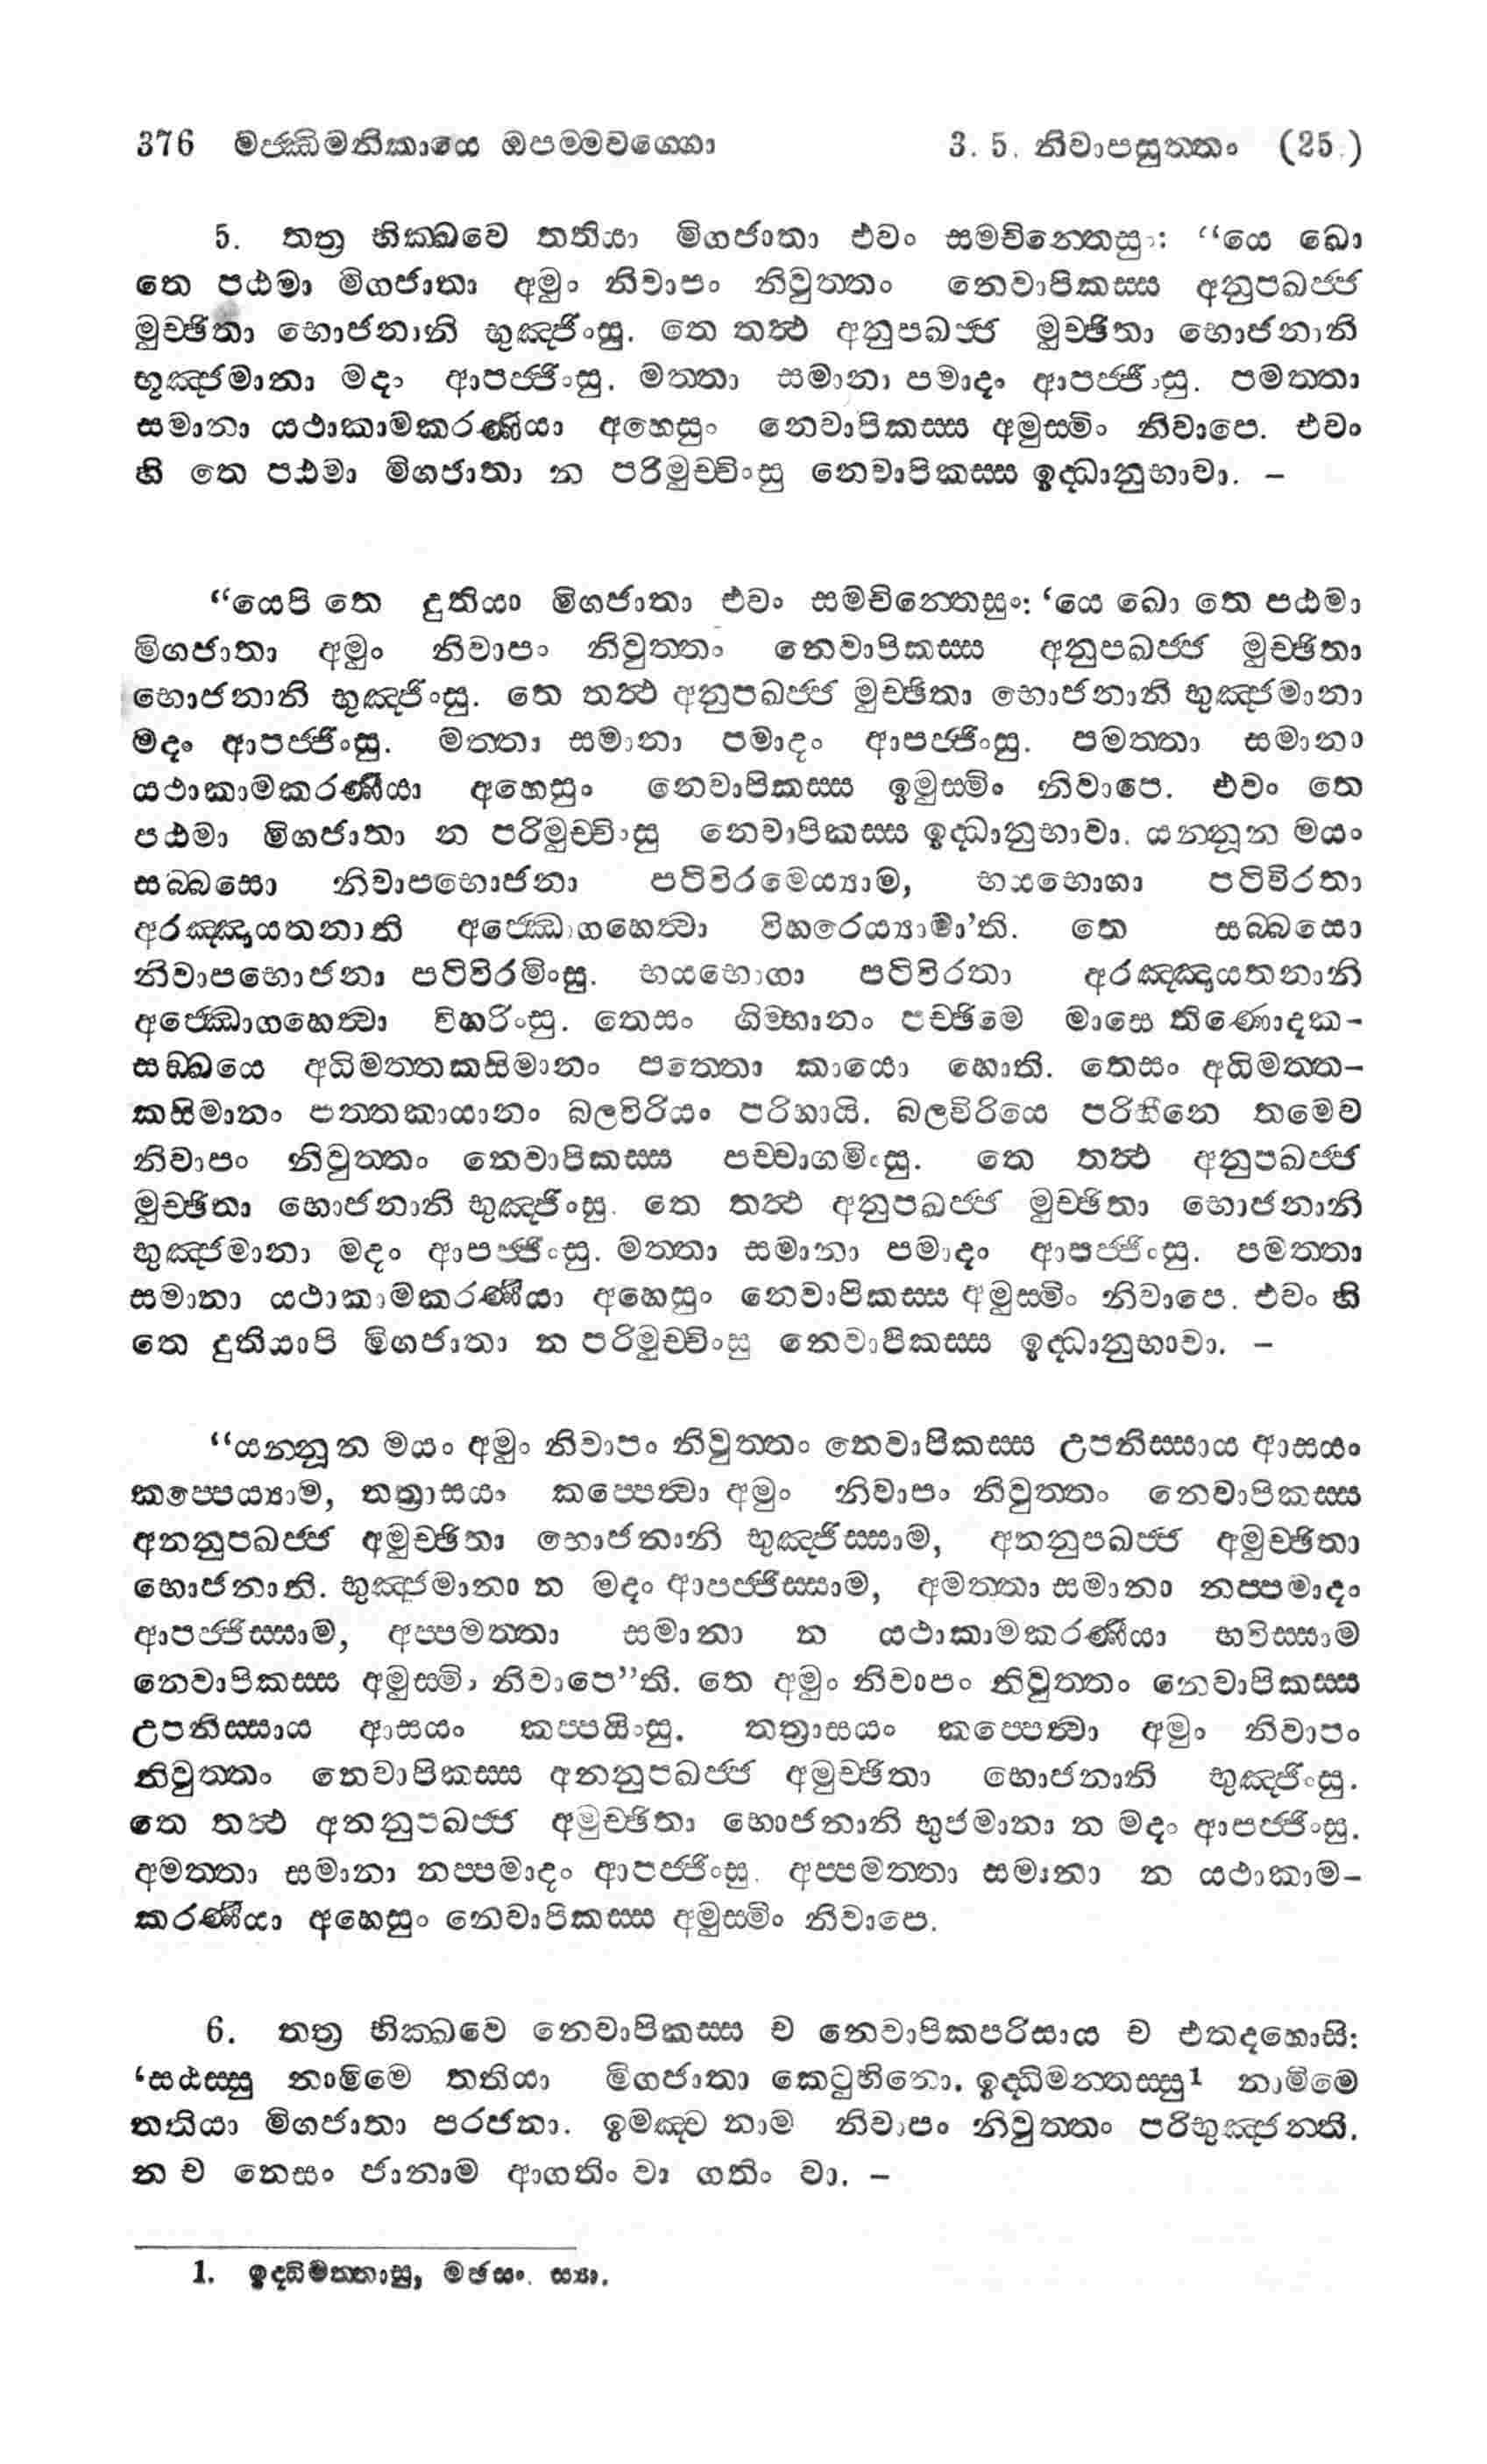 376 මජ්ඣිමනිකායෙ ඔපම්මවග්ගො 3. 5. නිවාපසුත්තං (25.)
5. තත්‍ර භික්ඛවෙ තතියා මිගජාතා එවං සමචින්තෙසුං: “යෙ ඛො
තෙ පඨමා මිගජාතා අමුං නිවාපං නිවුත්තං නෙවාපිකස්ස අනුපඛජ්ජ
මුච්ඡිතා භොජනානි භුඤ්ජිංසු. තෙ තත්‍ථ අනුපඛජ්ජ මුච්ඡිතා භොජනානි
භූඤ්ජමානා මදං ආපජ්ජිංසු. මත්තා සමානා පමාදං ආපජ්ජිංසු. පමත්තා
සමානා යථාකාමකරණීයා අහෙසුං නෙවාපිකස්ස අමුස්මිං නිවාපෙ. එවං
හි තෙ පඨමා මිගජාතා න පරිමුච්චිංසු නෙවාපිකස්ස ඉද්ධානුභාවා. –
“යෙපි තෙ දුතියා මිගජාතා එවං සමචින්තෙසුං: ‘යෙ ඛො තෙ පඨමා
මිගජාතා අමුං නිවාපං නිවුත්තං නෙවාපිකස්ස අනුපඛජ්ජ මුච්ඡිතා
භොජනානි භුඤ්ජිංසු. තෙ තත්‍ථ අනුපඛජ්ජ මුච්ඡිතා භොජනානි භුඤ්ජමානා
මදං ආපජ්ජිංසු. මත්තා සමානා පමාදං ආපජ්ජිංසු. පමත්තා සමානා
යථාකාමකරණීයා අහෙසුං නෙවාපිකස්ස ඉමුස්මිං නිවාපෙ. එවං තෙ
පඨමා මිගජාතා න පරිමුච්චිංසු නෙවාපිකස්ස ඉද්ධානුභාවා. යන්නූන මයං
සබ්බසො නිවාපභොජනා පටිවිරමෙය්‍යාම, භයභොගා පටිවිරතා
අරඤ්ඤායතනානි අජ්ඣොගහෙත්‍වා විහරෙය්‍යාමා’ති. තෙ සබ්බසො
නිවාපභොජනා පටිවිරමිංසු. භයභොගා පටිවිරතා අරඤ්ඤායතනානි
අජ්ඣොගහෙත්‍වා විහරිංසු. තෙසං ගිම්හානං පච්ඡිමෙ මාසෙ තිණොදක-
සඞ්ඛයෙ අධිමත්තකසිමානං පත්තො කායො හොති. තෙසං අධිමත්ත-
කසිමානං පත්තකායානං බලවිරියං පරිහායි. බලවිරියෙ පරිහීනෙ තමෙව
නිවාපං නිවුත්තං නෙවාපිකස්ස පච්චාගමිංසු. තෙ තත්‍ථ අනුපඛජ්ජ
මුච්ඡිතා භොජනානි භුඤ්ජිංසු. තෙ තත්‍ථ අනුපඛජ්ජ මුච්ඡිතා භොජනානි
භුඤ්ජමානා මදං ආපජ්ජිංසු. මත්තා සමානා පමාදං ආපජ්ජිංසු. පමත්තා
සමානා යථාකාමකරණීයා අහෙසුං නෙවාපිකස්ස අමුස්මිං නිවාපෙ. එවං හි
තෙ දුතියාපි මිගජාතා න පරිමුච්චිංසු නෙවාපිකස්ස ඉද්ධානුභාවා. –
“යන්නූන මයං අමුං නිවාපං නිවුත්තං නෙවාපිකස්ස උපනිස්සාය ආසයං
කප්පෙය්‍යාම, තත්‍රාසයං කප්පෙත්‍වා අමුං නිවාපං නිවුත්තං නෙවාපිකස්ස
අනනුපඛජ්ජ අමුච්ඡිතා භොජනානි භුඤ්ජිස්සාම, අනනුපඛජ්ජ අමුච්ඡිතා
භොජනානි. භුඤ්ජමානා න මදං ආපජ්ජිස්සාම, අමත්තා සමානා නප්පමාදං
ආපජ්ජිස්සාම, අප්පමත්තා සමානා න යථාකාමකරණීයා භවිස්සාම
නෙවාපිකස්ස අමුස්මිං නිවාපෙ”ති. තෙ අමුං නිවාපං නිවුත්තං නෙවාපිකස්ස
උපනිස්සාය ආසයං කප්පයිංසු. තත්‍රාසයං කප්පෙත්‍වා අමුං නිවාපං
නිවුත්තං නෙවාපිකස්ස අනනුපඛජ්ජ අමුච්ඡිතා භොජනානි භුඤ්ජිංසු.
තෙ තත්‍ථ අනනුපඛජ්ජ අමුච්ඡිතා භොජනානි භුජමානා න මදං ආපජ්ජිංසු.
අමත්තා සමානා නප්පමාදං ආපජ්ජිංසු. අප්පමත්තා සමානා න යථාකාම-
කරණීයා අහෙසුං නෙවාපිකස්ස අමුස්මිං නිවාපෙ.
6. තත්‍ර භික්ඛවෙ නෙවාපිකස්ස ච නෙවාපිකපරිසාය ච එතදහොසි:
‘සඨස්සු නාමිමෙ තතියා මිගජාතා කෙටුභිනො. ඉද්ධිමන්තස්සු¹ නාමිමෙ
තතියා මිගජාතා පරජනා. ඉමඤ්ච නාම නිවාපං නිවුත්තං පරිභුඤ්ජන්ති.
න ච නෙසං ජානාම ආගතිං වා ගතිං වා. –
1. ඉද්ධිමත්තාසු, මඡසං. ස්‍යා.